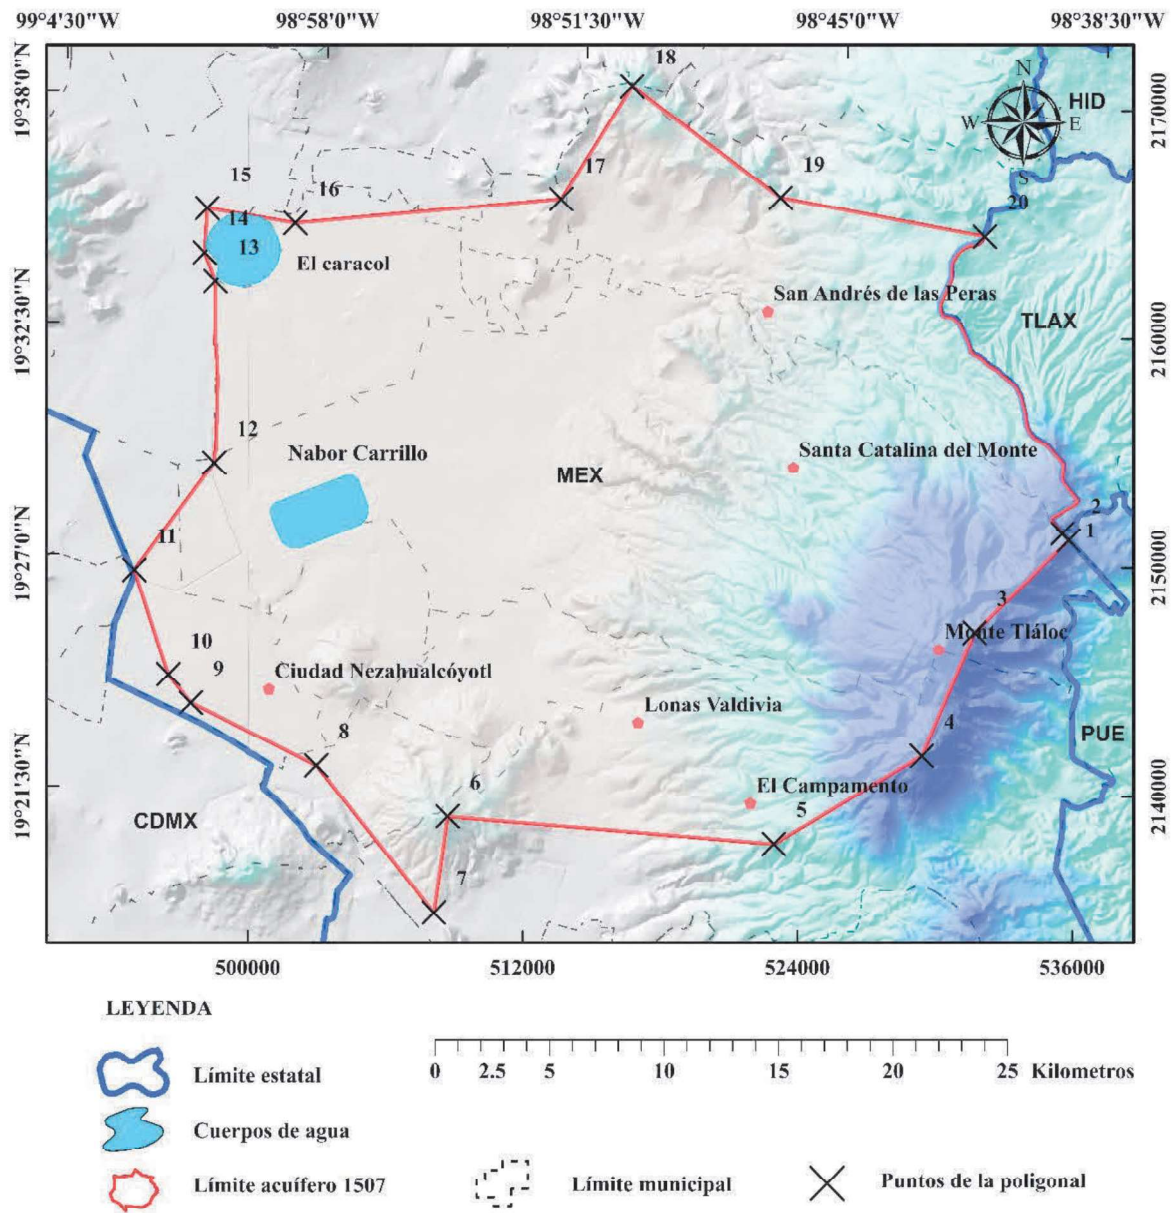 99°4'30"W 98°58'0"W 98°51'30"W 98°45'0"W 98°38'30"W
18
19°38'0"N
N
HID
2170000
W E
17
19
15
16
S
14
20
13
El caracol
San Andrés de las Peras
19°32'30"N
TLAX
2160000
12
Nabor Carrillo
MEX
Santa Catalina del Monte
2
11
1
19°27'0"N
2150000
3
Monte Tláloc
10
9
Ciudad Nezahualcóyotl
Lonas Valdivia
8
4
PUE
6
El Campamento
19°21'30"N
2140000
CDMX
5
7
500000 512000 524000 536000
LEYENDA
Límite estatal
0 2.5 5 10 15 20 25 Kilometros
Cuerpos de agua
Límite acuífero 1507
Límite municipal
Puntos de la poligonal